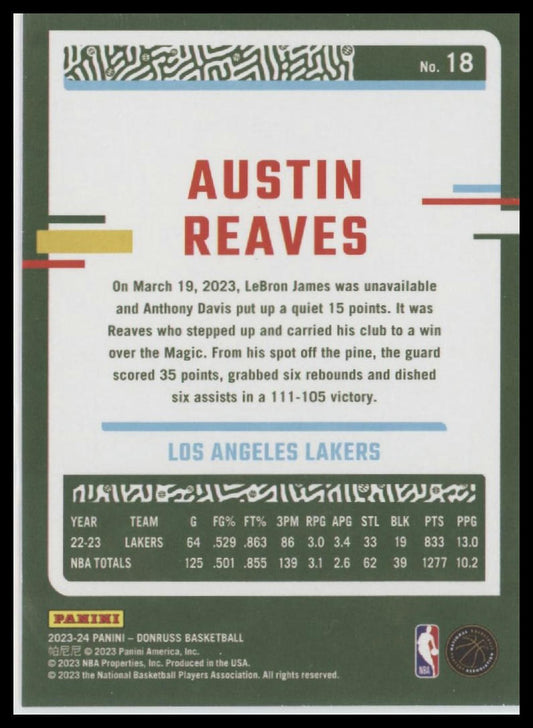 No. 18
AUSTIN
REAVES
On March 19, 2023, LeBron James was unavailable
and Anthony Davis put up a quiet 15 points. It was
Reaves who stepped up and carried his club to a win
over the Magic. From his spot off the pine, the guard
scored 35 points, grabbed six rebounds and dished
six assists in a 111-105 victory.
LOS ANGELES LAKERS
YEAR TEAM G FG% FT% 3PM RPG APG STL BLK PTS PPG
22-23 LAKERS 64 .529 .863 86 3.0 3.4 33 19 833 13.0
NBA TOTALS 125 .501 .855 139 3.1 2.6 62 39 1277 10.2
PANINI
2023-24 PANINI – DONRUSS BASKETBALL
帕尼尼 © 2023 Panini America, Inc.
© 2023 NBA Properties, Inc. Produced in the USA.
© 2023 the National Basketball Players Association. All rights reserved.
NBA
NATIONAL BASKETBALL PLAYERS ASSOCIATION